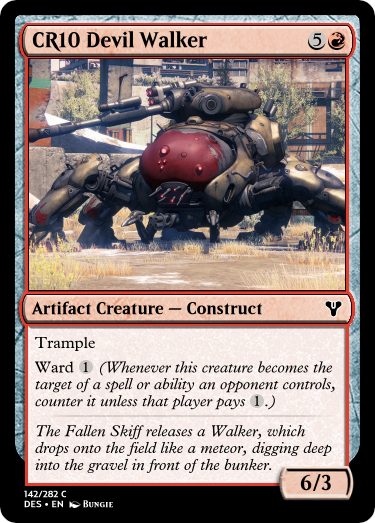 CR10 Devil Walker 5
Artifact Creature — Construct
Trample
Ward 1 (Whenever this creature becomes the
target of a spell or ability an opponent controls,
counter it unless that player pays 1.)
The Fallen Skiff releases a Walker, which
drops onto the field like a meteor, digging deep
into the gravel in front of the bunker.
6/3
142/282 C
DES • EN Bungie